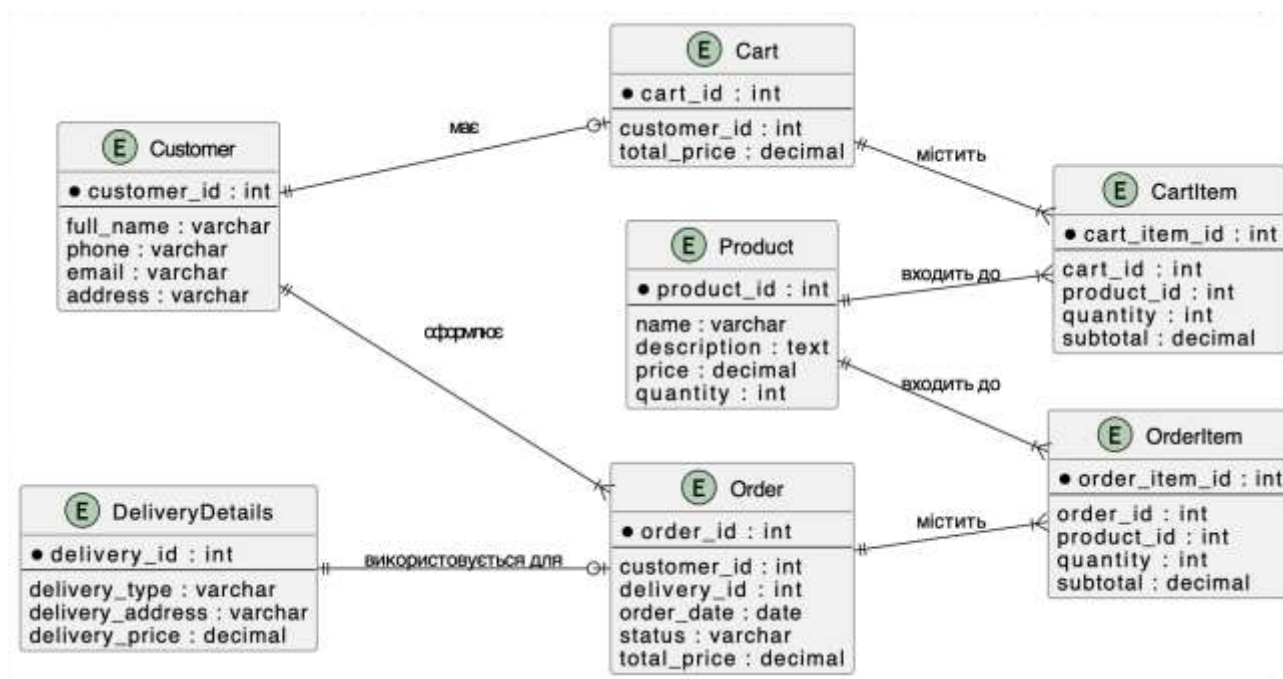 E Customer
● customer_id : int
full_name : varchar
phone : varchar
email : varchar
address : varchar
має
E Cart
● cart_id : int
customer_id : int
total_price : decimal
містить
E CartItem
● cart_item_id : int
cart_id : int
product_id : int
quantity : int
subtotal : decimal
E Product
● product_id : int
name : varchar
description : text
price : decimal
quantity : int
входить до
входить до
оформлює
E OrderItem
● order_item_id : int
order_id : int
product_id : int
quantity : int
subtotal : decimal
E DeliveryDetails
● delivery_id : int
delivery_type : varchar
delivery_address : varchar
delivery_price : decimal
використовується для
E Order
● order_id : int
customer_id : int
delivery_id : int
order_date : date
status : varchar
total_price : decimal
містить